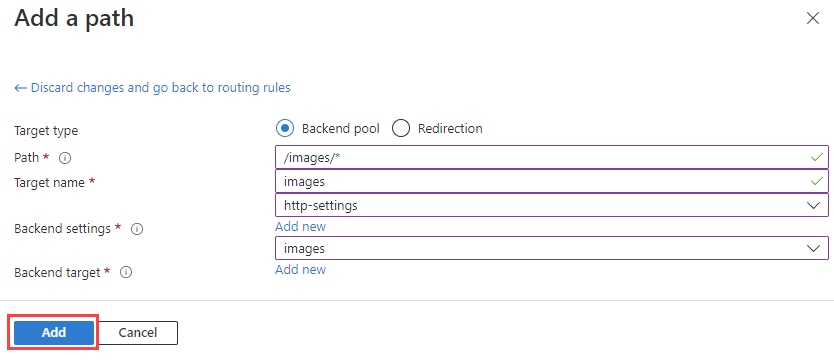 Add a path
← Discard changes and go back to routing rules
Target type Backend pool Redirection
Path * /images/*
Target name * images
http-settings
Backend settings * Add new
images
Backend target * Add new
Add Cancel